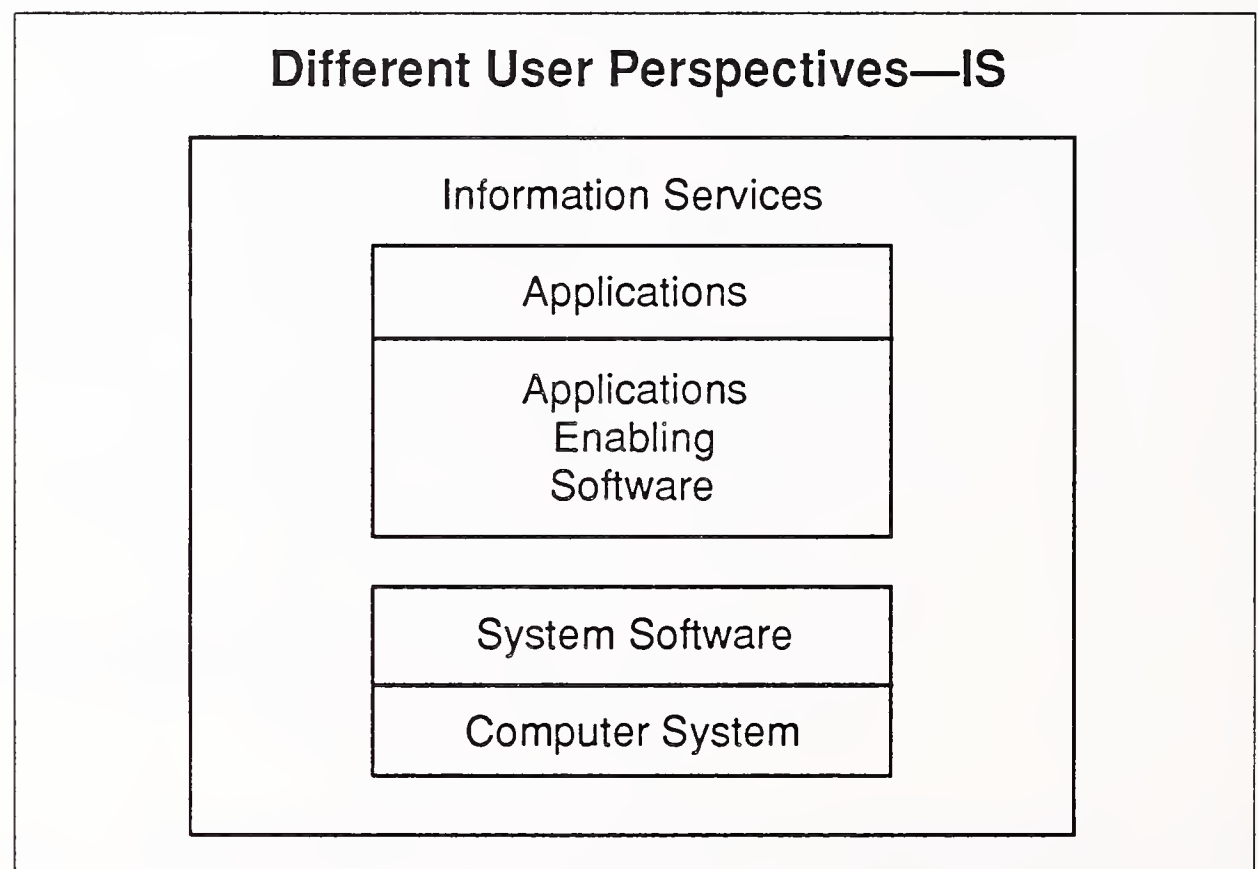 Different User Perspectives—IS
Information Services
Applications
Applications
Enabling
Software
System Software
Computer System